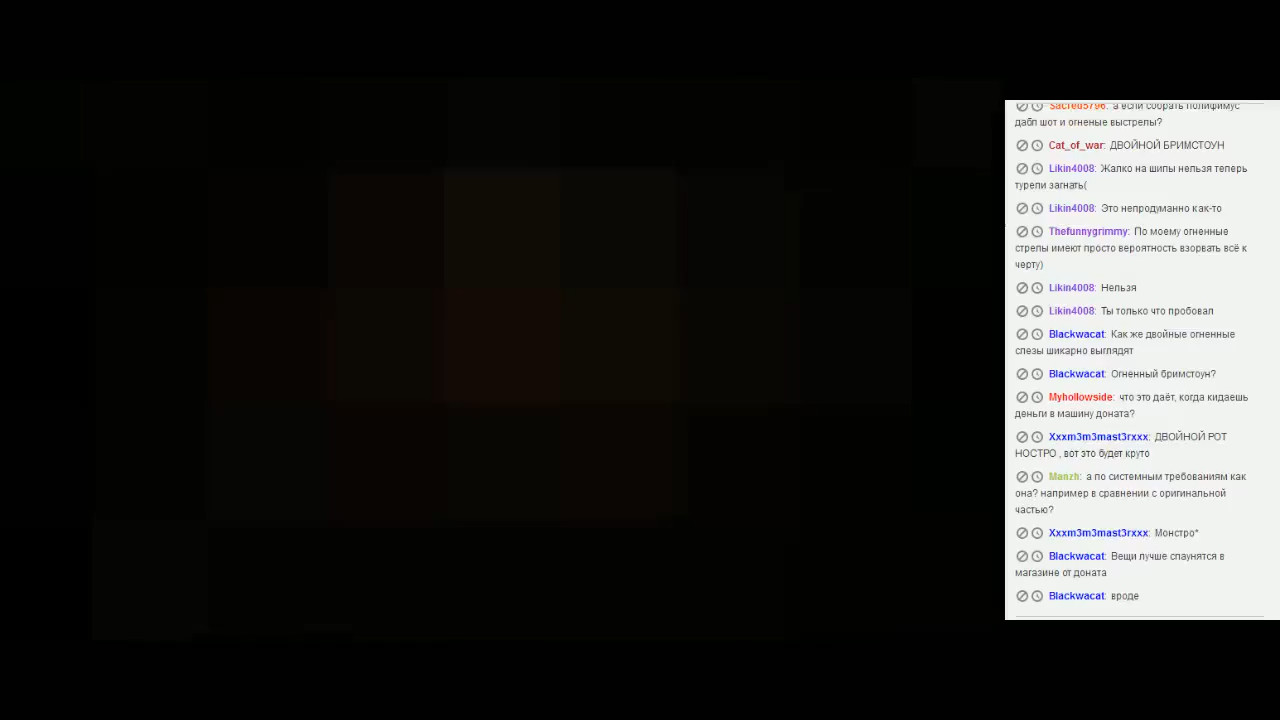 Sacred5796: а если собрать полифимус
дабл шот и огненые выстрелы?
Cat_of_war: ДВОЙНОЙ БРИМСТОУН
Likin4008: Жалко на шипы нельзя теперь
турели загнать(
Likin4008: Это непродуманно как-то
Thefunnygrimmy: По моему огненные
стрелы имеют просто вероятность взорвать всё к
черту)
Likin4008: Нельзя
Likin4008: Ты только что пробовал
Blackwacat: Как же двойные огненные
слезы шикарно выглядят
Blackwacat: Огненный бримстоун?
Myhollowside: что это даёт, когда кидаешь
деньги в машину доната?
Xxxm3m3mast3rxxx: ДВОЙНОЙ РОТ
НОСТРО , вот это будет круто
Manzh: а по системным требованиям как
она? например в сравнении с оригинальной
частью?
Xxxm3m3mast3rxxx: Монстро*
Blackwacat: Вещи лучше спаунятся в
магазине от доната
Blackwacat: вроде